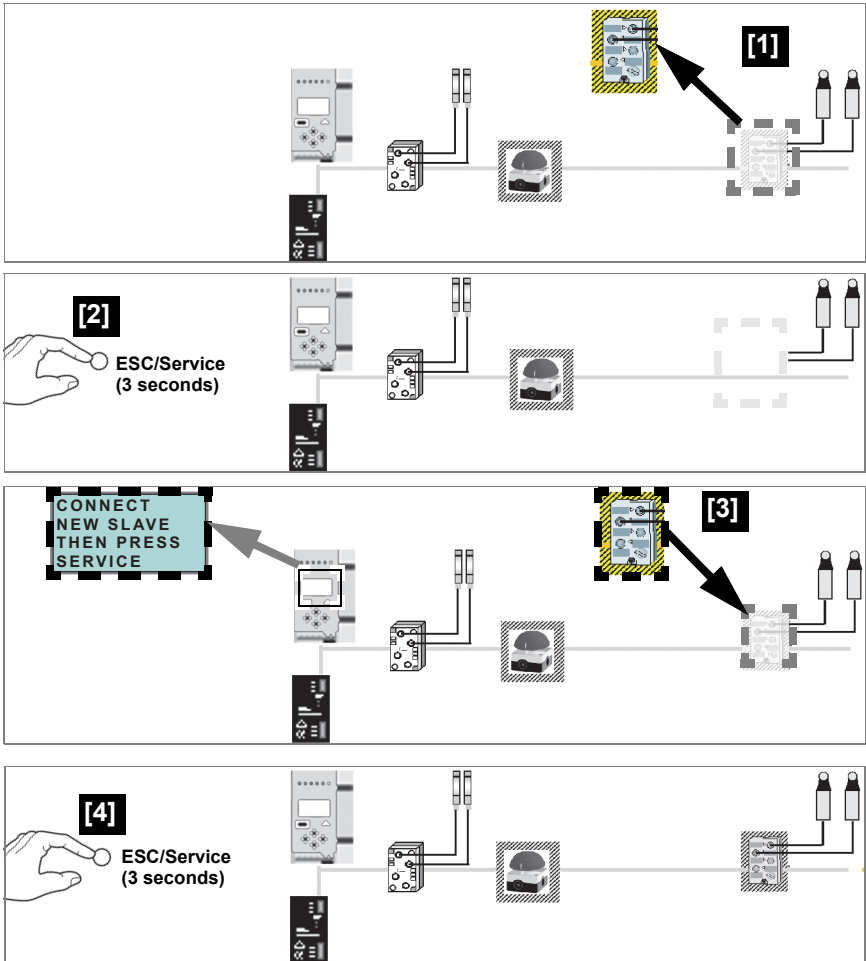 [1]
[2]
ESC/Service
(3 seconds)
CONNECT
NEW SLAVE
THEN PRESS
SERVICE
[3]
[4]
ESC/Service
(3 seconds)